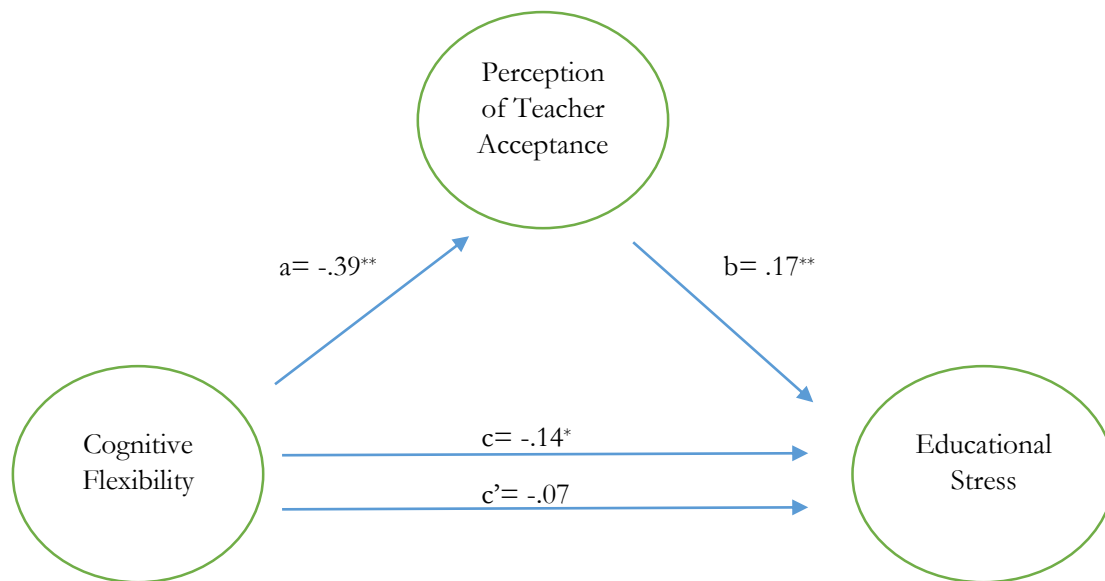 Perception
of Teacher
Acceptance
a= -.39**
b= .17**
Cognitive
Flexibility
c= -.14*
c’= -.07
Educational
Stress